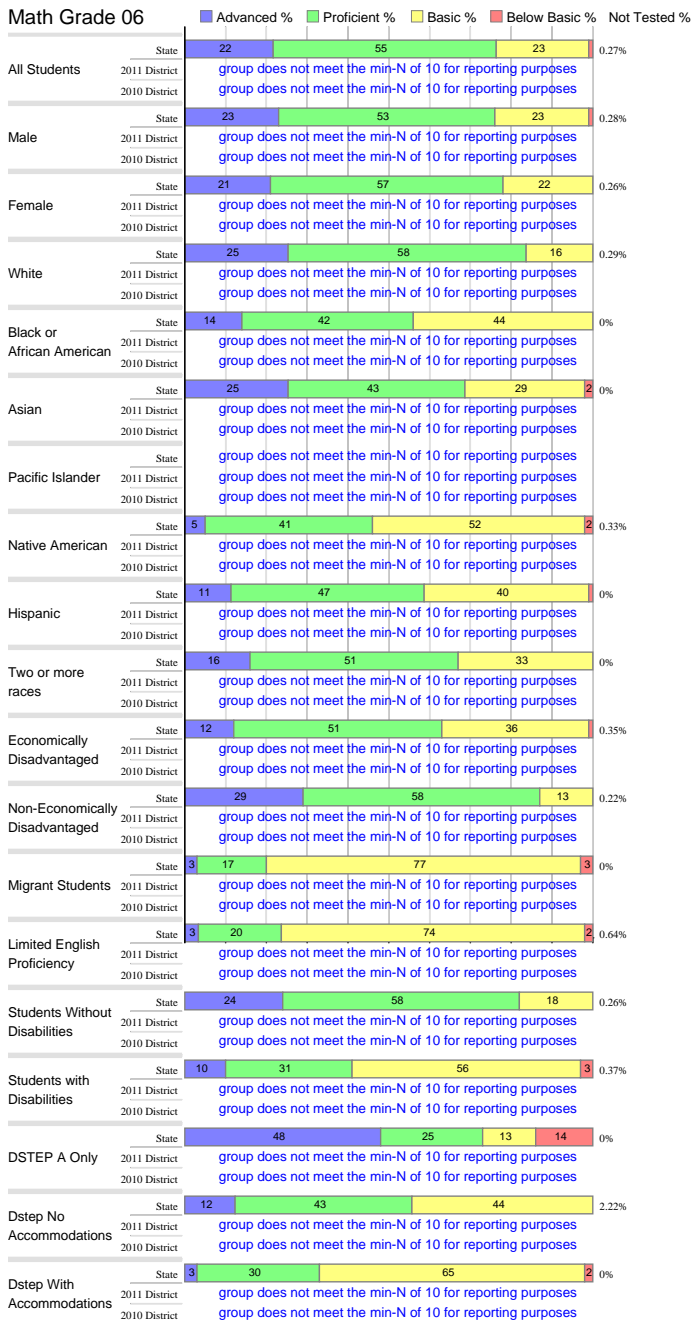 Math Grade 06 Advanced % Proficient % Basic % Below Basic % Not Tested %
State 22 55 23 0.27%
All Students
2011 District group does not meet the min-N of 10 for reporting purposes
2010 District group does not meet the min-N of 10 for reporting purposes
State 23 53 23 0.28%
Male
2011 District group does not meet the min-N of 10 for reporting purposes
2010 District group does not meet the min-N of 10 for reporting purposes
State 21 57 22 0.26%
Female
2011 District group does not meet the min-N of 10 for reporting purposes
2010 District group does not meet the min-N of 10 for reporting purposes
State 25 58 16 0.29%
White
2011 District group does not meet the min-N of 10 for reporting purposes
2010 District group does not meet the min-N of 10 for reporting purposes
State 14 42 44 0%
Black or
African American
2011 District group does not meet the min-N of 10 for reporting purposes
2010 District group does not meet the min-N of 10 for reporting purposes
State 25 43 29 2 0%
Asian
2011 District group does not meet the min-N of 10 for reporting purposes
2010 District group does not meet the min-N of 10 for reporting purposes
State group does not meet the min-N of 10 for reporting purposes
Pacific Islander
2011 District group does not meet the min-N of 10 for reporting purposes
2010 District group does not meet the min-N of 10 for reporting purposes
State 5 41 52 2 0.33%
Native American
2011 District group does not meet the min-N of 10 for reporting purposes
2010 District group does not meet the min-N of 10 for reporting purposes
State 11 47 40 0%
Hispanic
2011 District group does not meet the min-N of 10 for reporting purposes
2010 District group does not meet the min-N of 10 for reporting purposes
State 16 51 33 0%
Two or more
races
2011 District group does not meet the min-N of 10 for reporting purposes
2010 District group does not meet the min-N of 10 for reporting purposes
State 12 51 36 0.35%
Economically
Disadvantaged
2011 District group does not meet the min-N of 10 for reporting purposes
2010 District group does not meet the min-N of 10 for reporting purposes
State 29 58 13 0.22%
Non-Economically
Disadvantaged
2011 District group does not meet the min-N of 10 for reporting purposes
2010 District group does not meet the min-N of 10 for reporting purposes
State 3 17 77 3 0%
Migrant Students
2011 District group does not meet the min-N of 10 for reporting purposes
2010 District group does not meet the min-N of 10 for reporting purposes
State 3 20 74 2 0.64%
Limited English
Proficiency
2011 District group does not meet the min-N of 10 for reporting purposes
2010 District group does not meet the min-N of 10 for reporting purposes
State 24 58 18 0.26%
Students Without
Disabilities
2011 District group does not meet the min-N of 10 for reporting purposes
2010 District group does not meet the min-N of 10 for reporting purposes
State 10 31 56 3 0.37%
Students with
Disabilities
2011 District group does not meet the min-N of 10 for reporting purposes
2010 District group does not meet the min-N of 10 for reporting purposes
State 48 25 13 14 0%
DSTEP A Only
2011 District group does not meet the min-N of 10 for reporting purposes
2010 District group does not meet the min-N of 10 for reporting purposes
State 12 43 44 2.22%
Dstep No
Accommodations
2011 District group does not meet the min-N of 10 for reporting purposes
2010 District group does not meet the min-N of 10 for reporting purposes
State 3 30 65 2 0%
Dstep With
Accommodations
2011 District group does not meet the min-N of 10 for reporting purposes
2010 District group does not meet the min-N of 10 for reporting purposes